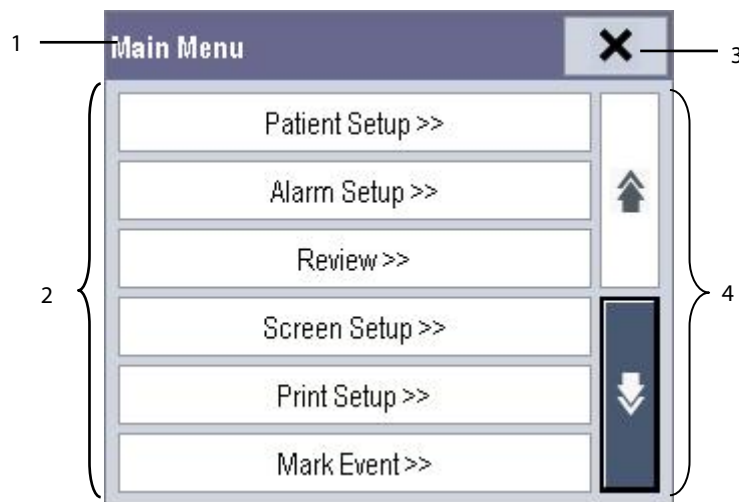 1
Main Menu
3
Patient Setup >>
Alarm Setup >>
Review >>
2
Screen Setup >>
4
Print Setup >>
Mark Event >>